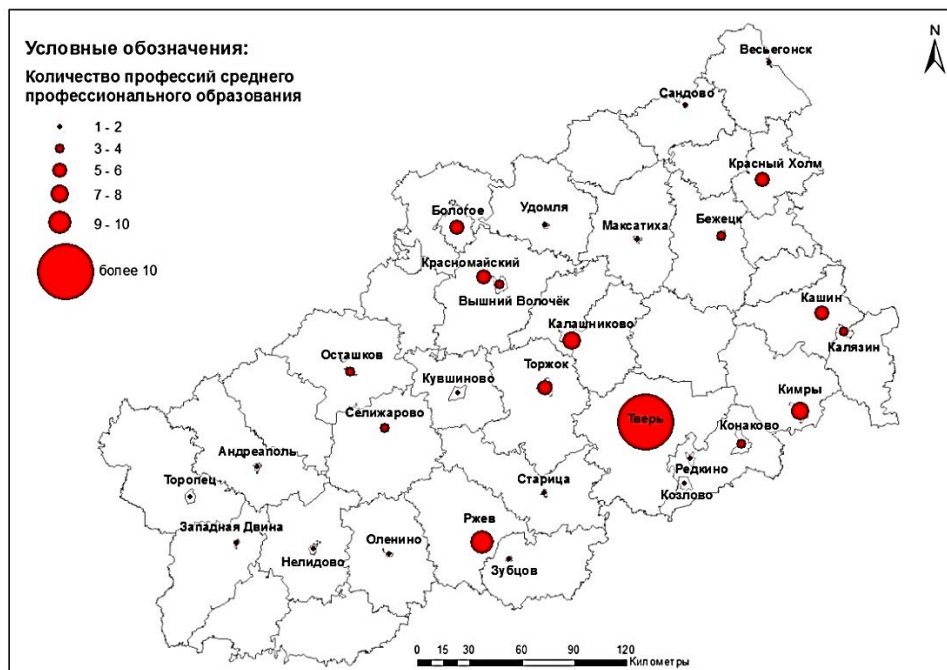 Условные обозначения:
Количество профессий среднего
профессионального образования
1 - 2
3 - 4
5 - 6
7 - 8
9 - 10
более 10
N
Весьегонск
Сандово
Красный Холм
Бологое
Удомля
Максатиха
Бежецк
Красномайский
Вышний Волочёк
Кашин
Калашниково
Калязин
Осташков
Кувшиново
Торжок
Кимры
Селижарово
Тверь
Конаково
Андреаполь
Редкино
Торопец
Старица
Козлово
Западная Двина
Ржев
Нелидово
Оленино
Зубцов
0 15 30 60 90 120
Километры